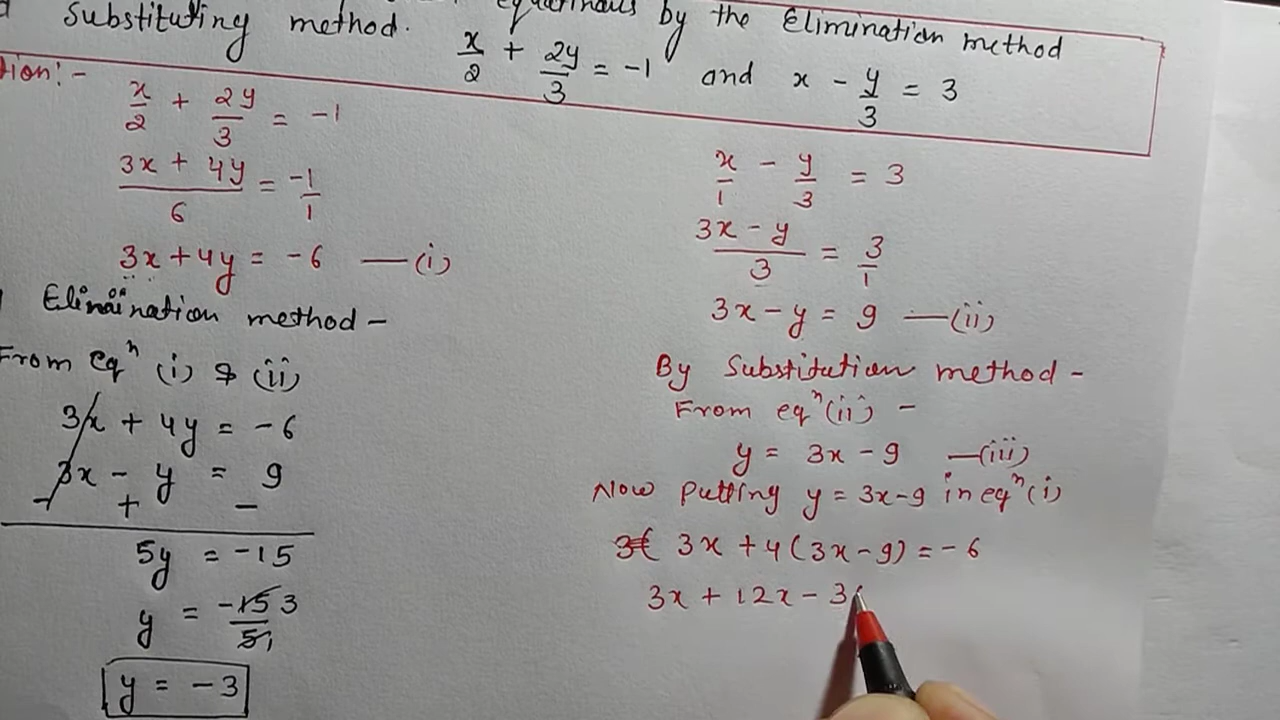 Substituting method. equations by the Elimination method
x/2 + 2y/3 = -1 and x - y/3 = 3
tion:-
x/2 + 2y/3 = -1
(3x + 4y)/6 = -1/1
3x + 4y = -6 —(i)
Elimination method -
From eqⁿ (i) & (ii)
3x + 4y = -6
3x - y = 9
- + -
5y = -15
y = -15/5 3 1
y = -3
x/1 - y/3 = 3
(3x - y)/3 = 3/1
3x - y = 9 —(ii)
By Substitution method -
From eqⁿ(ii) -
y = 3x - 9 —(iii)
Now putting y = 3x-9 in eqⁿ(i)
3x + 4(3x-9) = -6
3x + 12x - 3